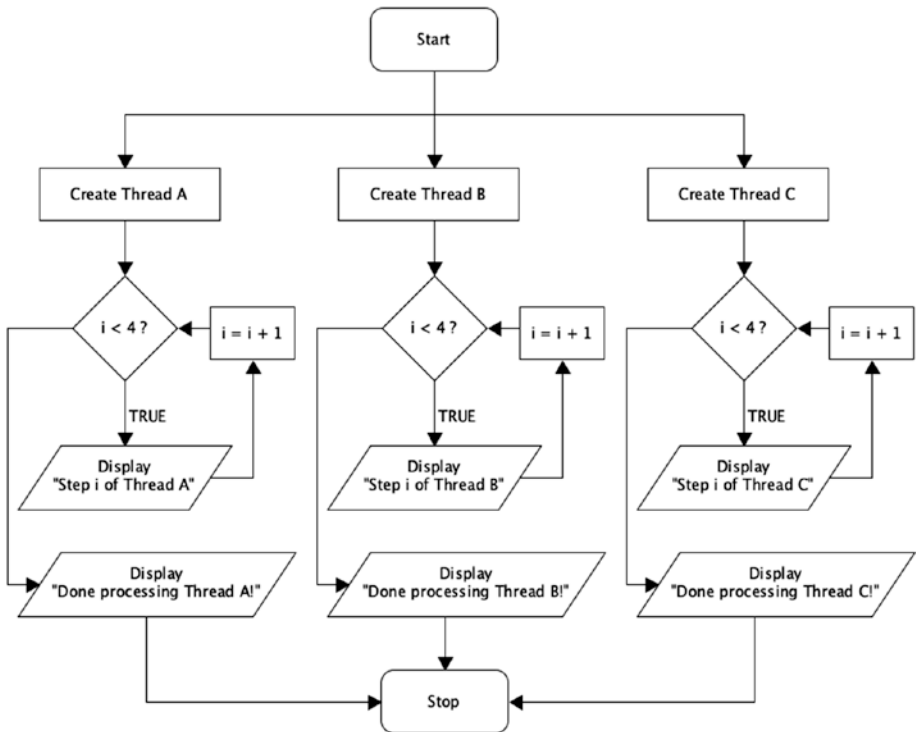 Start
Create Thread A
Create Thread B
Create Thread C
i < 4 ?
i = i + 1
i < 4 ?
i = i + 1
i < 4 ?
i = i + 1
TRUE
TRUE
TRUE
Display
"Step i of Thread A"
Display
"Step i of Thread B"
Display
"Step i of Thread C"
Display
"Done processing Thread A!"
Display
"Done processing Thread B!"
Display
"Done processing Thread C!"
Stop